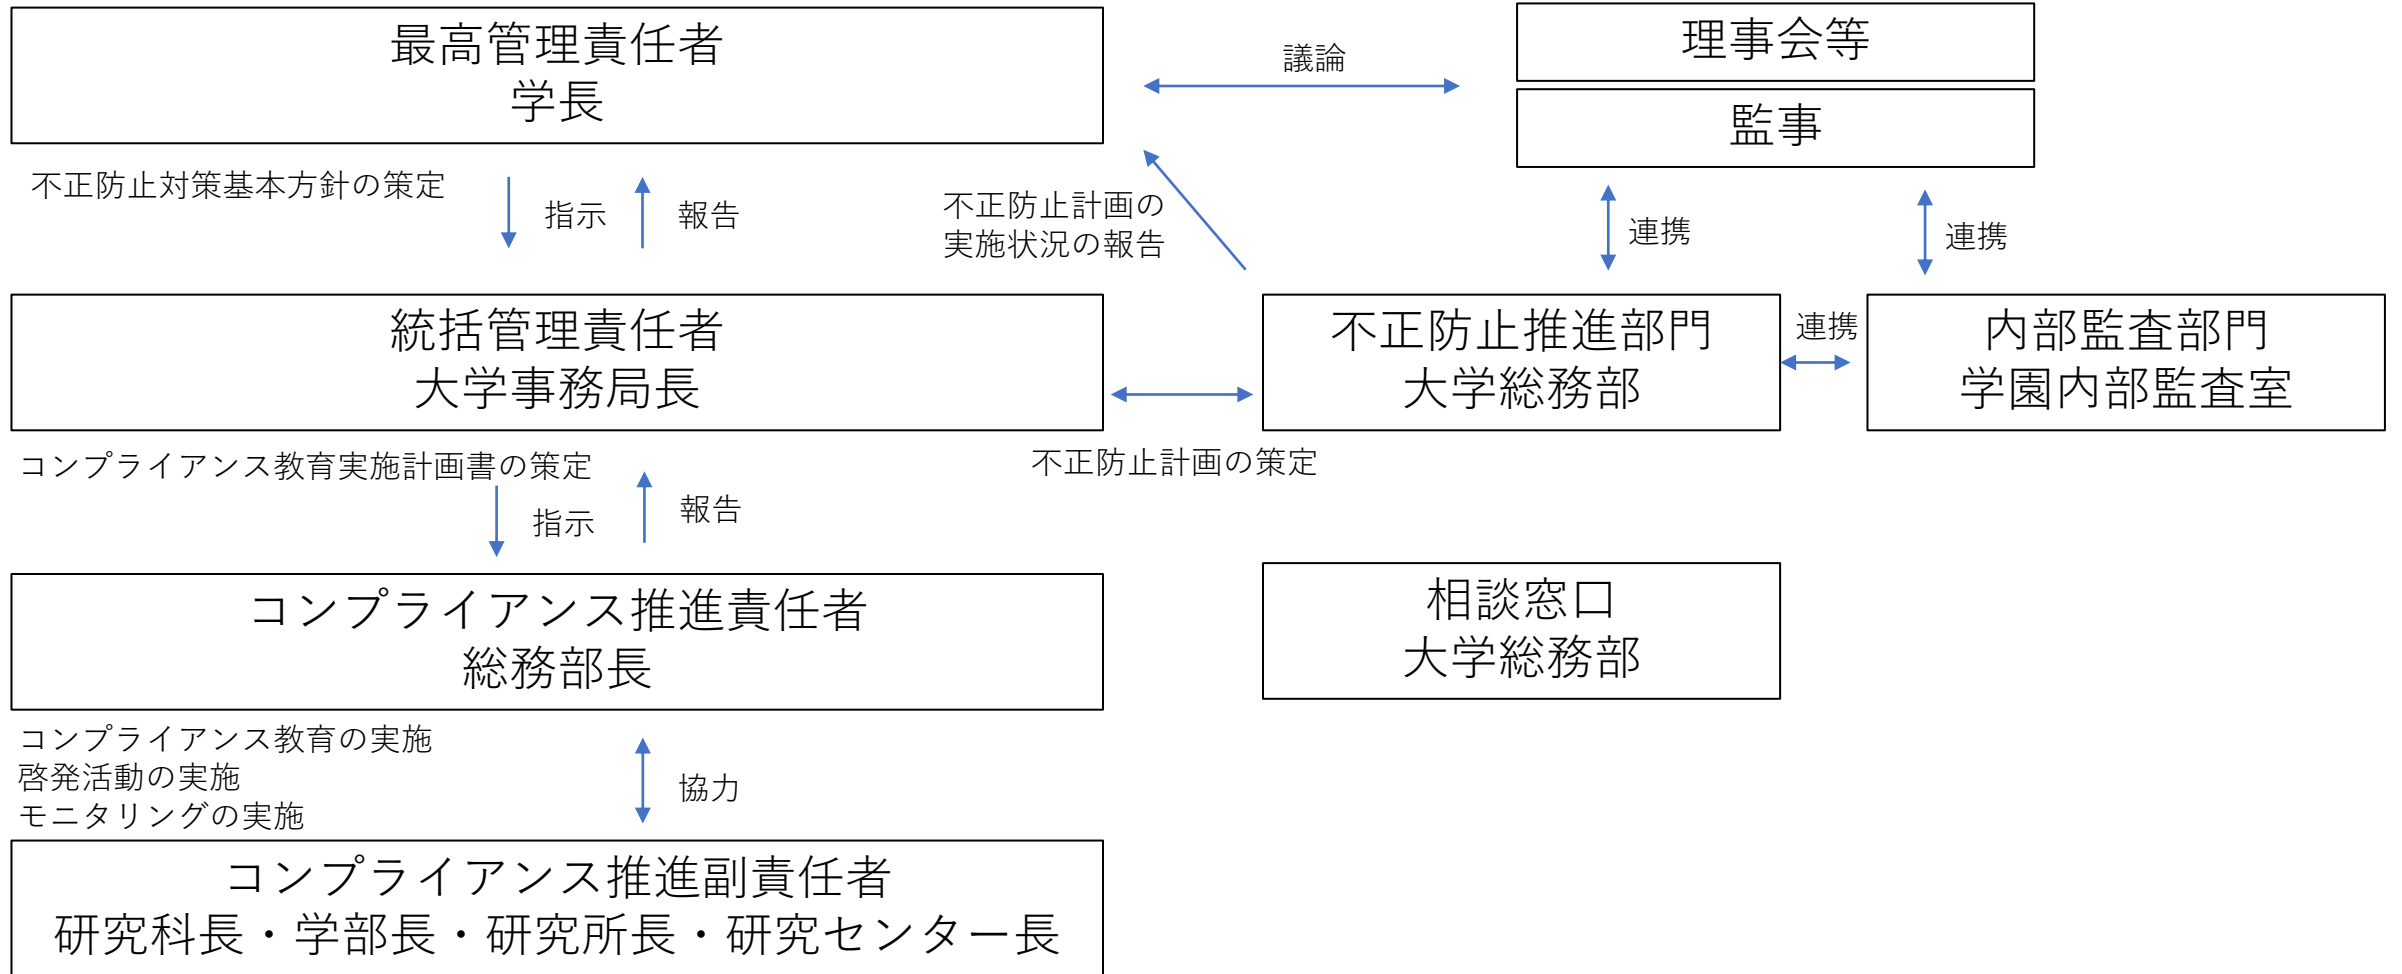 最高管理責任者
学長
議論
理事会等
監事
不正防止対策基本方針の策定
指示
報告
不正防止計画の
実施状況の報告
連携
連携
統括管理責任者
大学事務局長
不正防止推進部門
大学総務部
連携
内部監査部門
学園内部監査室
コンプライアンス教育実施計画書の策定
指示
報告
不正防止計画の策定
コンプライアンス推進責任者
総務部長
相談窓口
大学総務部
コンプライアンス教育の実施
啓発活動の実施
モニタリングの実施
協力
コンプライアンス推進副責任者
研究科長・学部長・研究所長・研究センター長